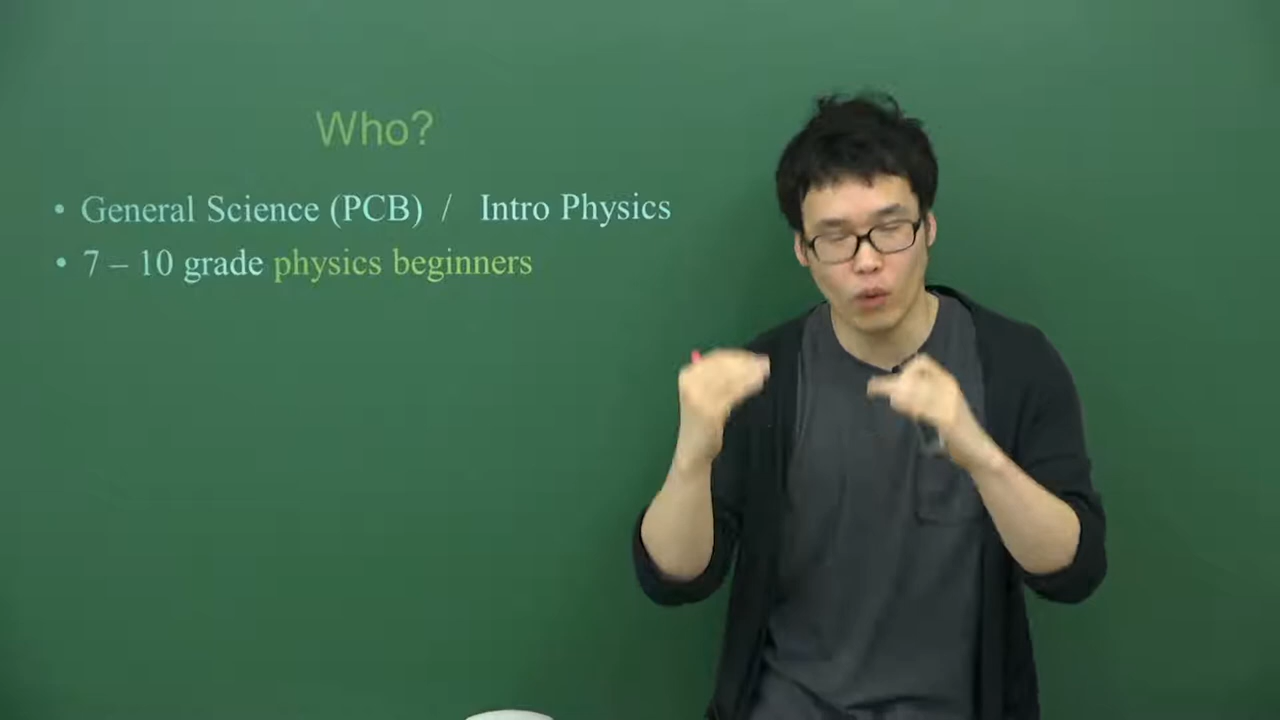 Who?
• General Science (PCB) / Intro Physics
• 7 – 10 grade physics beginners